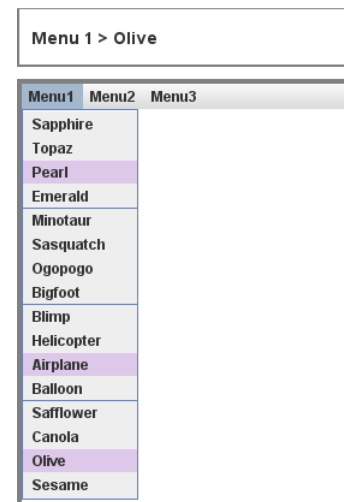 Menu 1 > Olive
Menu1 Menu2 Menu3
Sapphire
Topaz
Pearl
Emerald
Minotaur
Sasquatch
Ogopogo
Bigfoot
Blimp
Helicopter
Airplane
Balloon
Safflower
Canola
Olive
Sesame